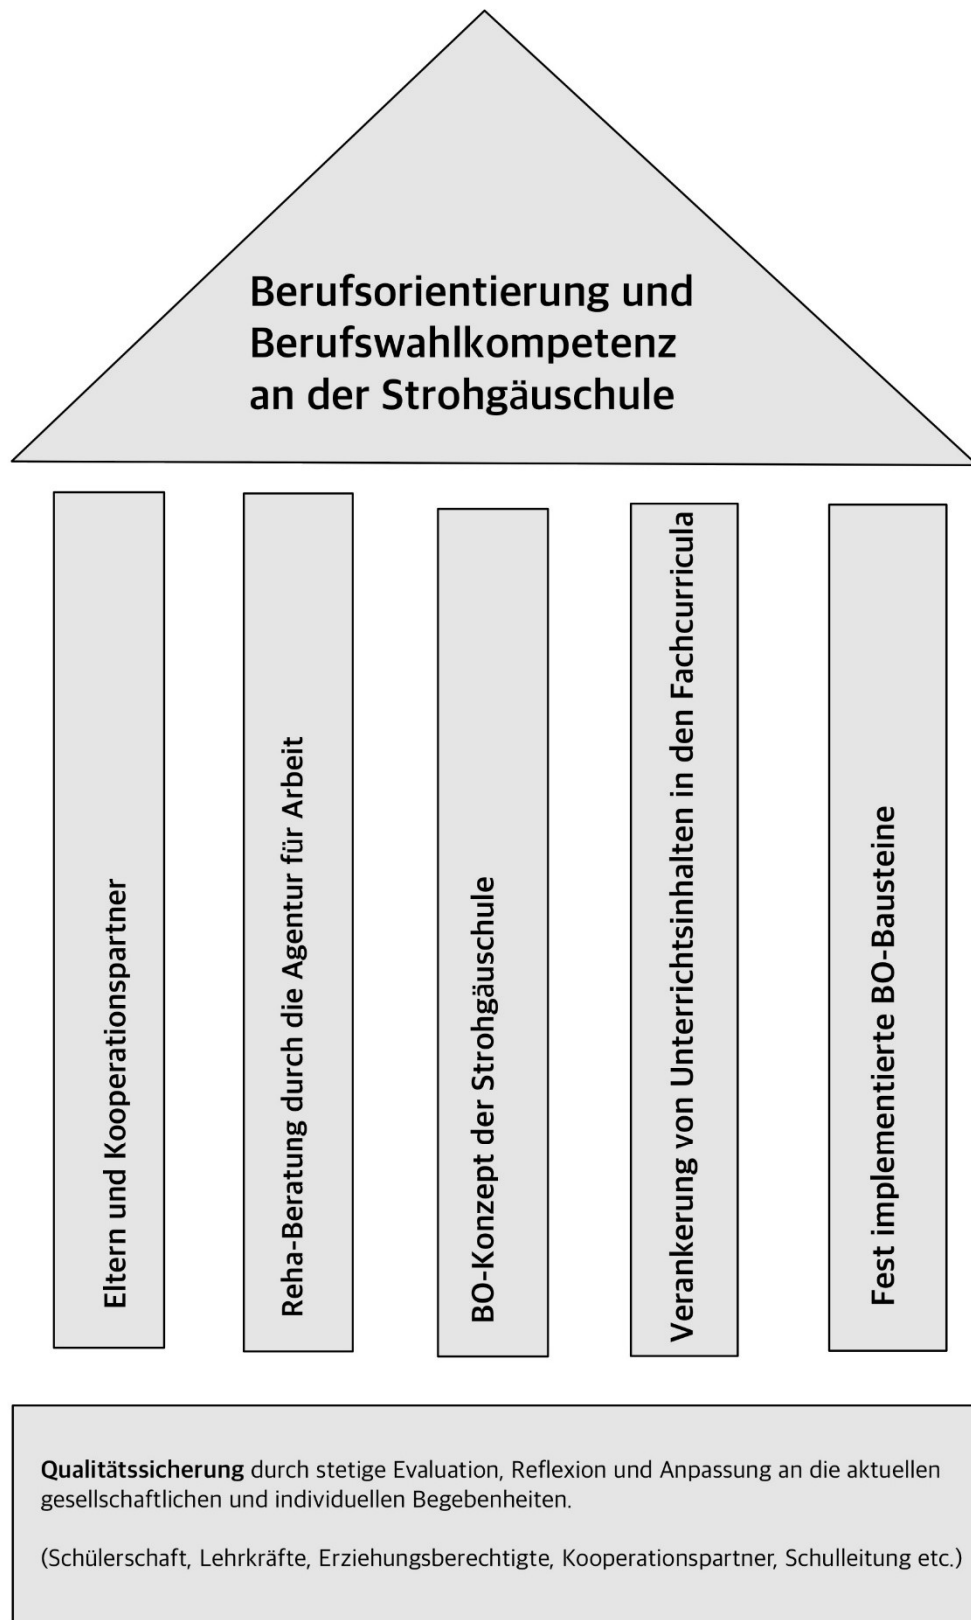 Berufsorientierung und
Berufswahlkompetenz
an der Strohgäuschule
Eltern und Kooperationspartner
Reha-Beratung durch die Agentur für Arbeit
BO-Konzept der Strohgäuschule
Verankerung von Unterrichtsinhalten in den Fachcurricula
Fest implementierte BO-Bausteine
Qualitätssicherung durch stetige Evaluation, Reflexion und Anpassung an die aktuellen
gesellschaftlichen und individuellen Begebenheiten.
(Schülerschaft, Lehrkräfte, Erziehungsberechtigte, Kooperationspartner, Schulleitung etc.)